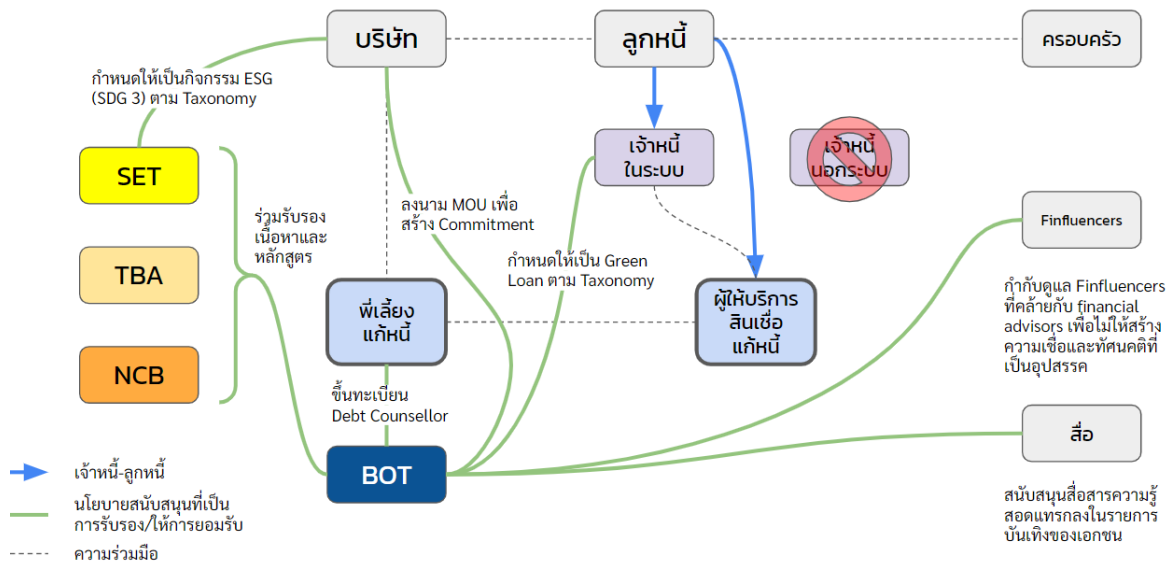 บริษัท
ลูกหนี้
ครอบครัว
กำหนดให้เป็นกิจกรรม ESG
(SDG 3) ตาม Taxonomy
SET
TBA
NCB
ร่วมรับรอง
เนื้อหาและ
หลักสูตร
ลงนาม MOU เพื่อ
สร้าง Commitment
เจ้าหนี้
ในระบบ
เจ้าหนี้
นอกระบบ
กำหนดให้เป็น Green
Loan ตาม Taxonomy
พี่เลี้ยง
แก้หนี้
ผู้ให้บริการ
สินเชื่อ
แก้หนี้
Finfluencers
กำกับดูแล Finfluencers
ที่คล้ายกับ financial
advisors เพื่อไม่ให้สร้าง
ความเชื่อและทัศนคติที่
เป็นอุปสรรค
ขึ้นทะเบียน
Debt Counsellor
BOT
สื่อ
สนับสนุนสื่อสารความรู้
สอดแทรกลงในรายการ
บันเทิงของเอกชน
เจ้าหนี้-ลูกหนี้
นโยบายสนับสนุนที่เป็น
การรับรอง/ให้การยอมรับ
ความร่วมมือ